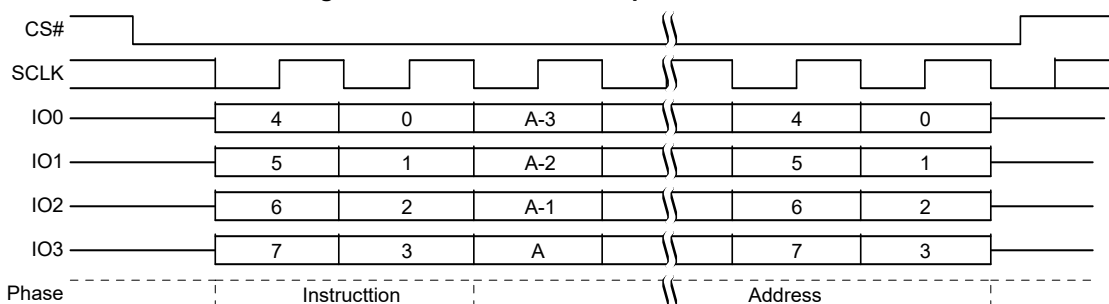 CS#
SCLK
IO0 4 0 A-3 4 0
IO1 5 1 A-2 5 1
IO2 6 2 A-1 6 2
IO3 7 3 A 7 3
Phase Instructtion Address